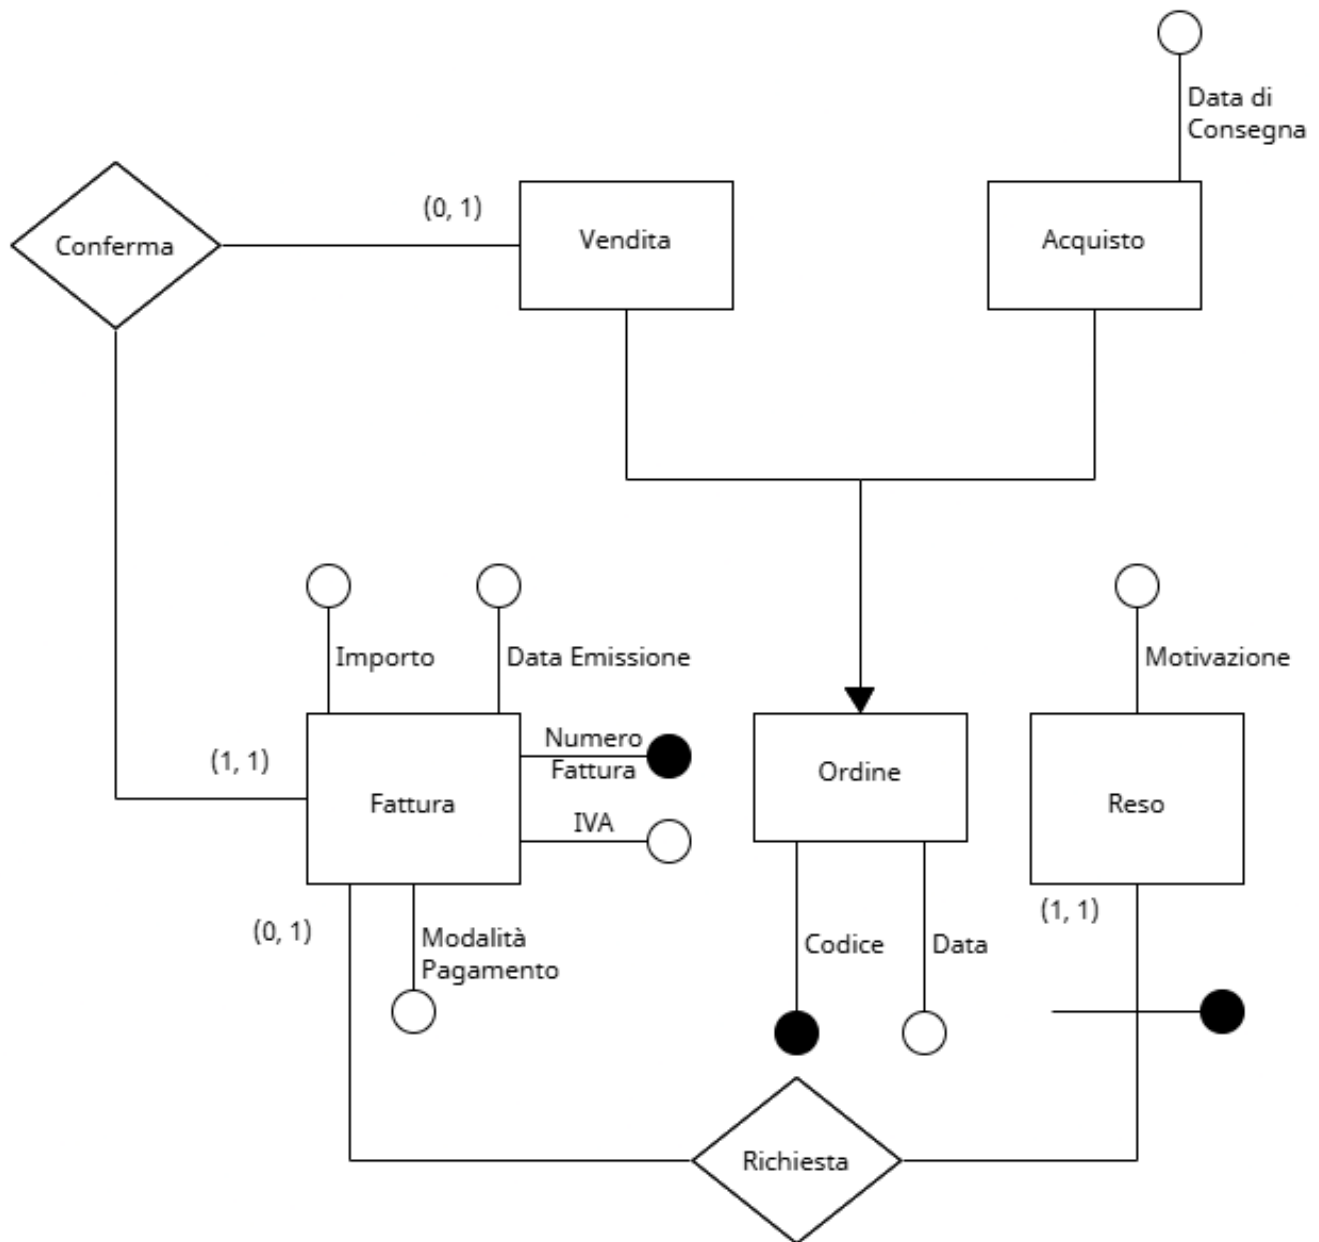 Data di
Consegna
(0, 1)
Conferma
Vendita
Acquisto
Importo
Data Emissione
Motivazione
Numero
Fattura
(1, 1)
Ordine
Fattura
Reso
IVA
(0, 1)
(1, 1)
Modalità
Pagamento
Codice
Data
Richiesta